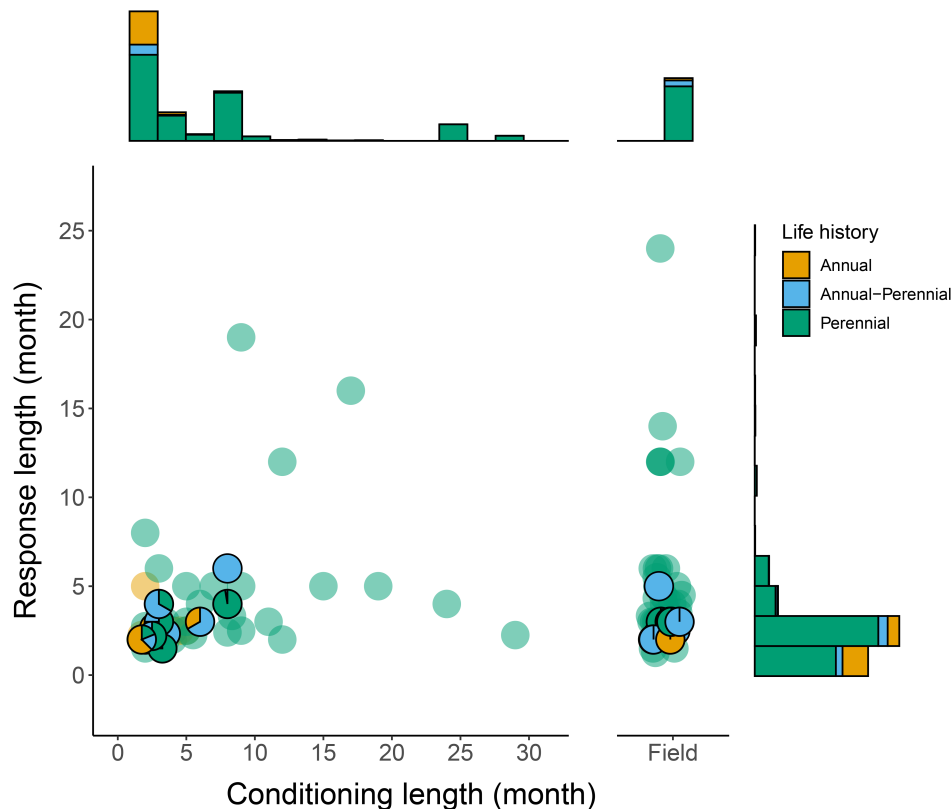 Life history
Annual
Annual−Perennial
Perennial
Response length (month)
25
20
15
10
5
0
0 5 10 15 20 25 30 Field
Conditioning length (month)